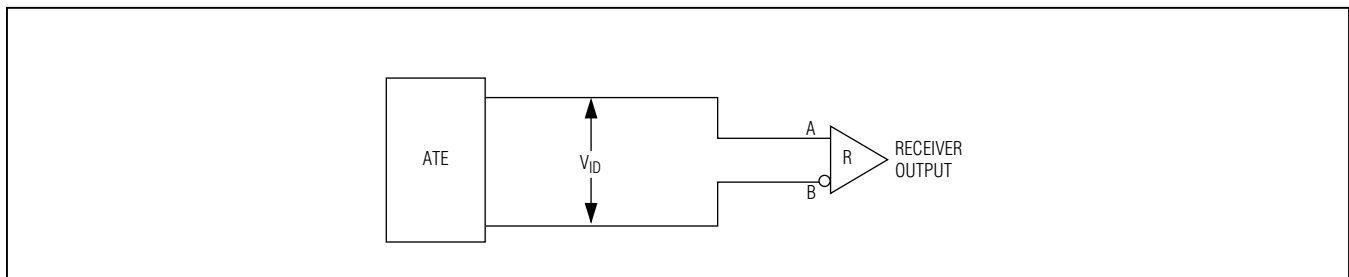 ATE
VID
A
B
R
RECEIVER
OUTPUT